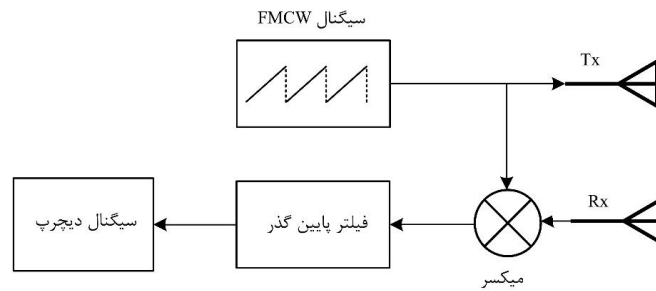 سیگنال FMCW
Tx
سیگنال دیچرپ
فیلتر پایین گذر
Rx
میکسر